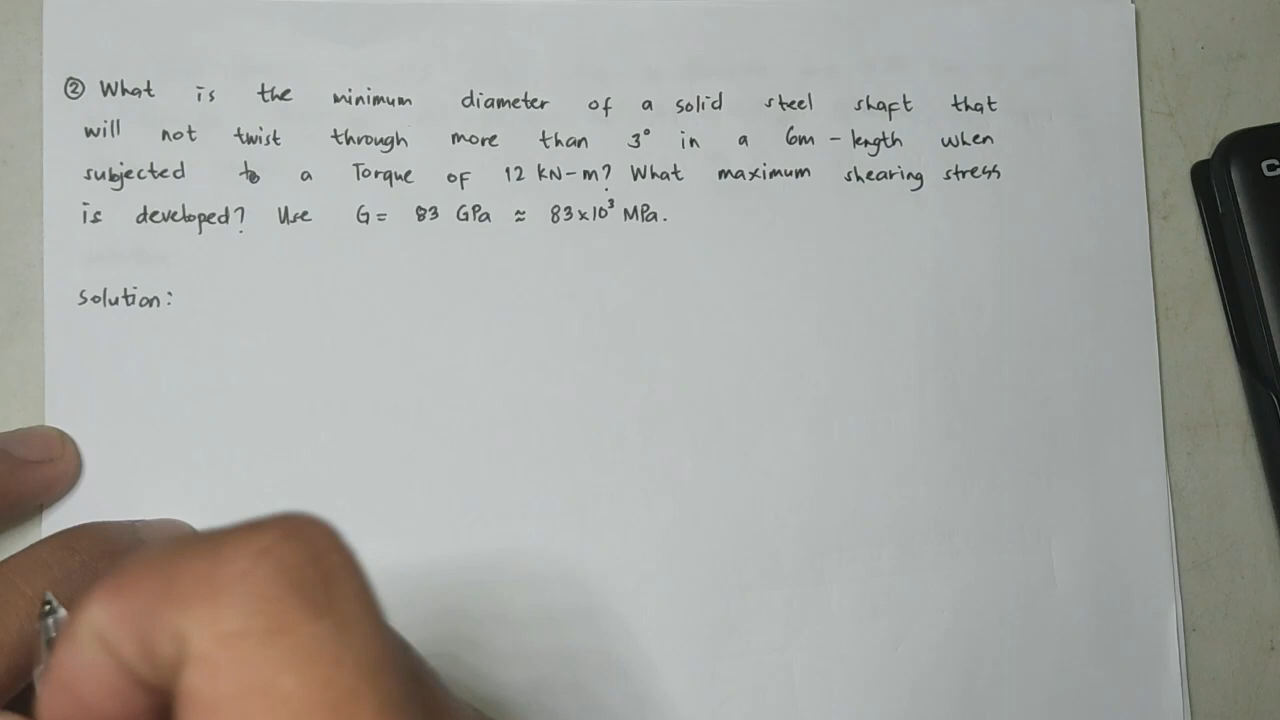 ② What is the minimum diameter of a solid steel shaft that
will not twist through more than 3° in a 6m - length when
subjected to a Torque of 12 kN-m? What maximum shearing stress
is developed? Use G = 83 GPa ≈ 83x10³ MPa.
Solution: